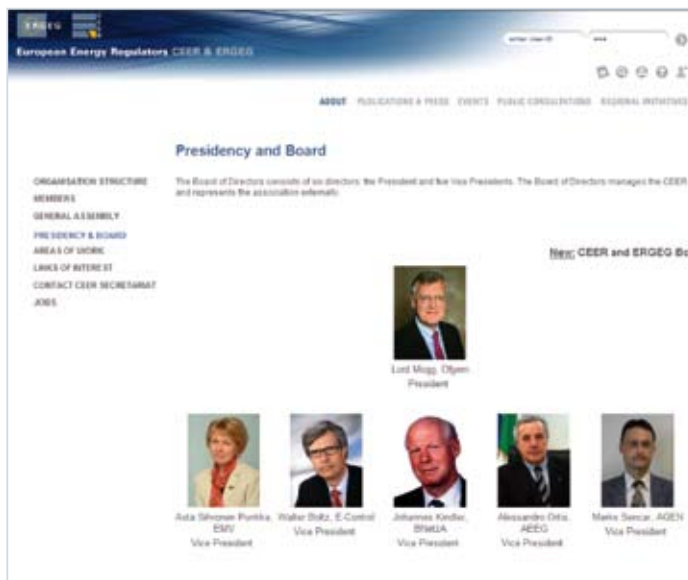 ERGEG
European Energy Regulators CEER & ERGEG
enter user ID
ABOUT PUBLICATIONS & PRESS EVENTS PUBLIC CONSULTATIONS REGIONAL INITIATIVES
Presidency and Board
ORGANISATION STRUCTURE
MEMBERS
GENERAL ASSEMBLY
PRESIDENCY & BOARD
AREAS OF WORK
LINKS OF INTEREST
CONTACT CEER SECRETARIAT
JOBS
The Board of Directors consists of six directors: the President and five Vice Presidents. The Board of Directors manages the CEER
and represents the association externally.
New: CEER and ERGEG Bo
Lord Mogg, Ofgem
President
Asta Sihvonen-Punkka,
EMV
Vice President
Walter Boltz, E-Control
Vice President
Johannes Kindler,
BNetzA
Vice President
Alessandro Ortis,
AEEG
Vice President
Marko Sencar, AGEN
Vice President